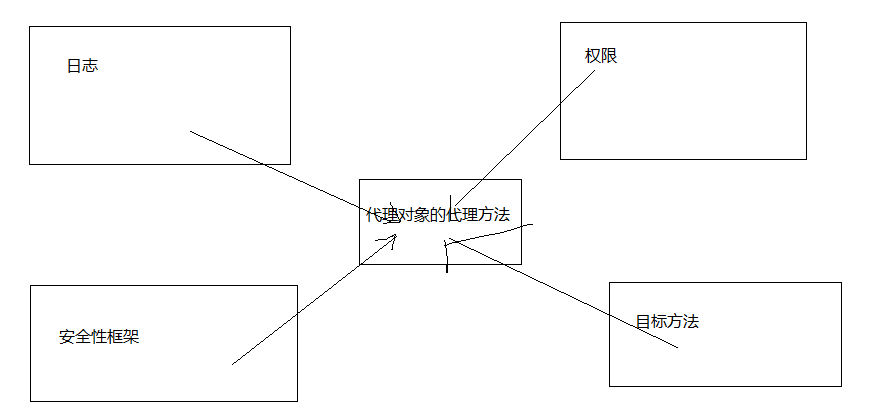 日志
权限
代理对象的代理方法
安全性框架
目标方法